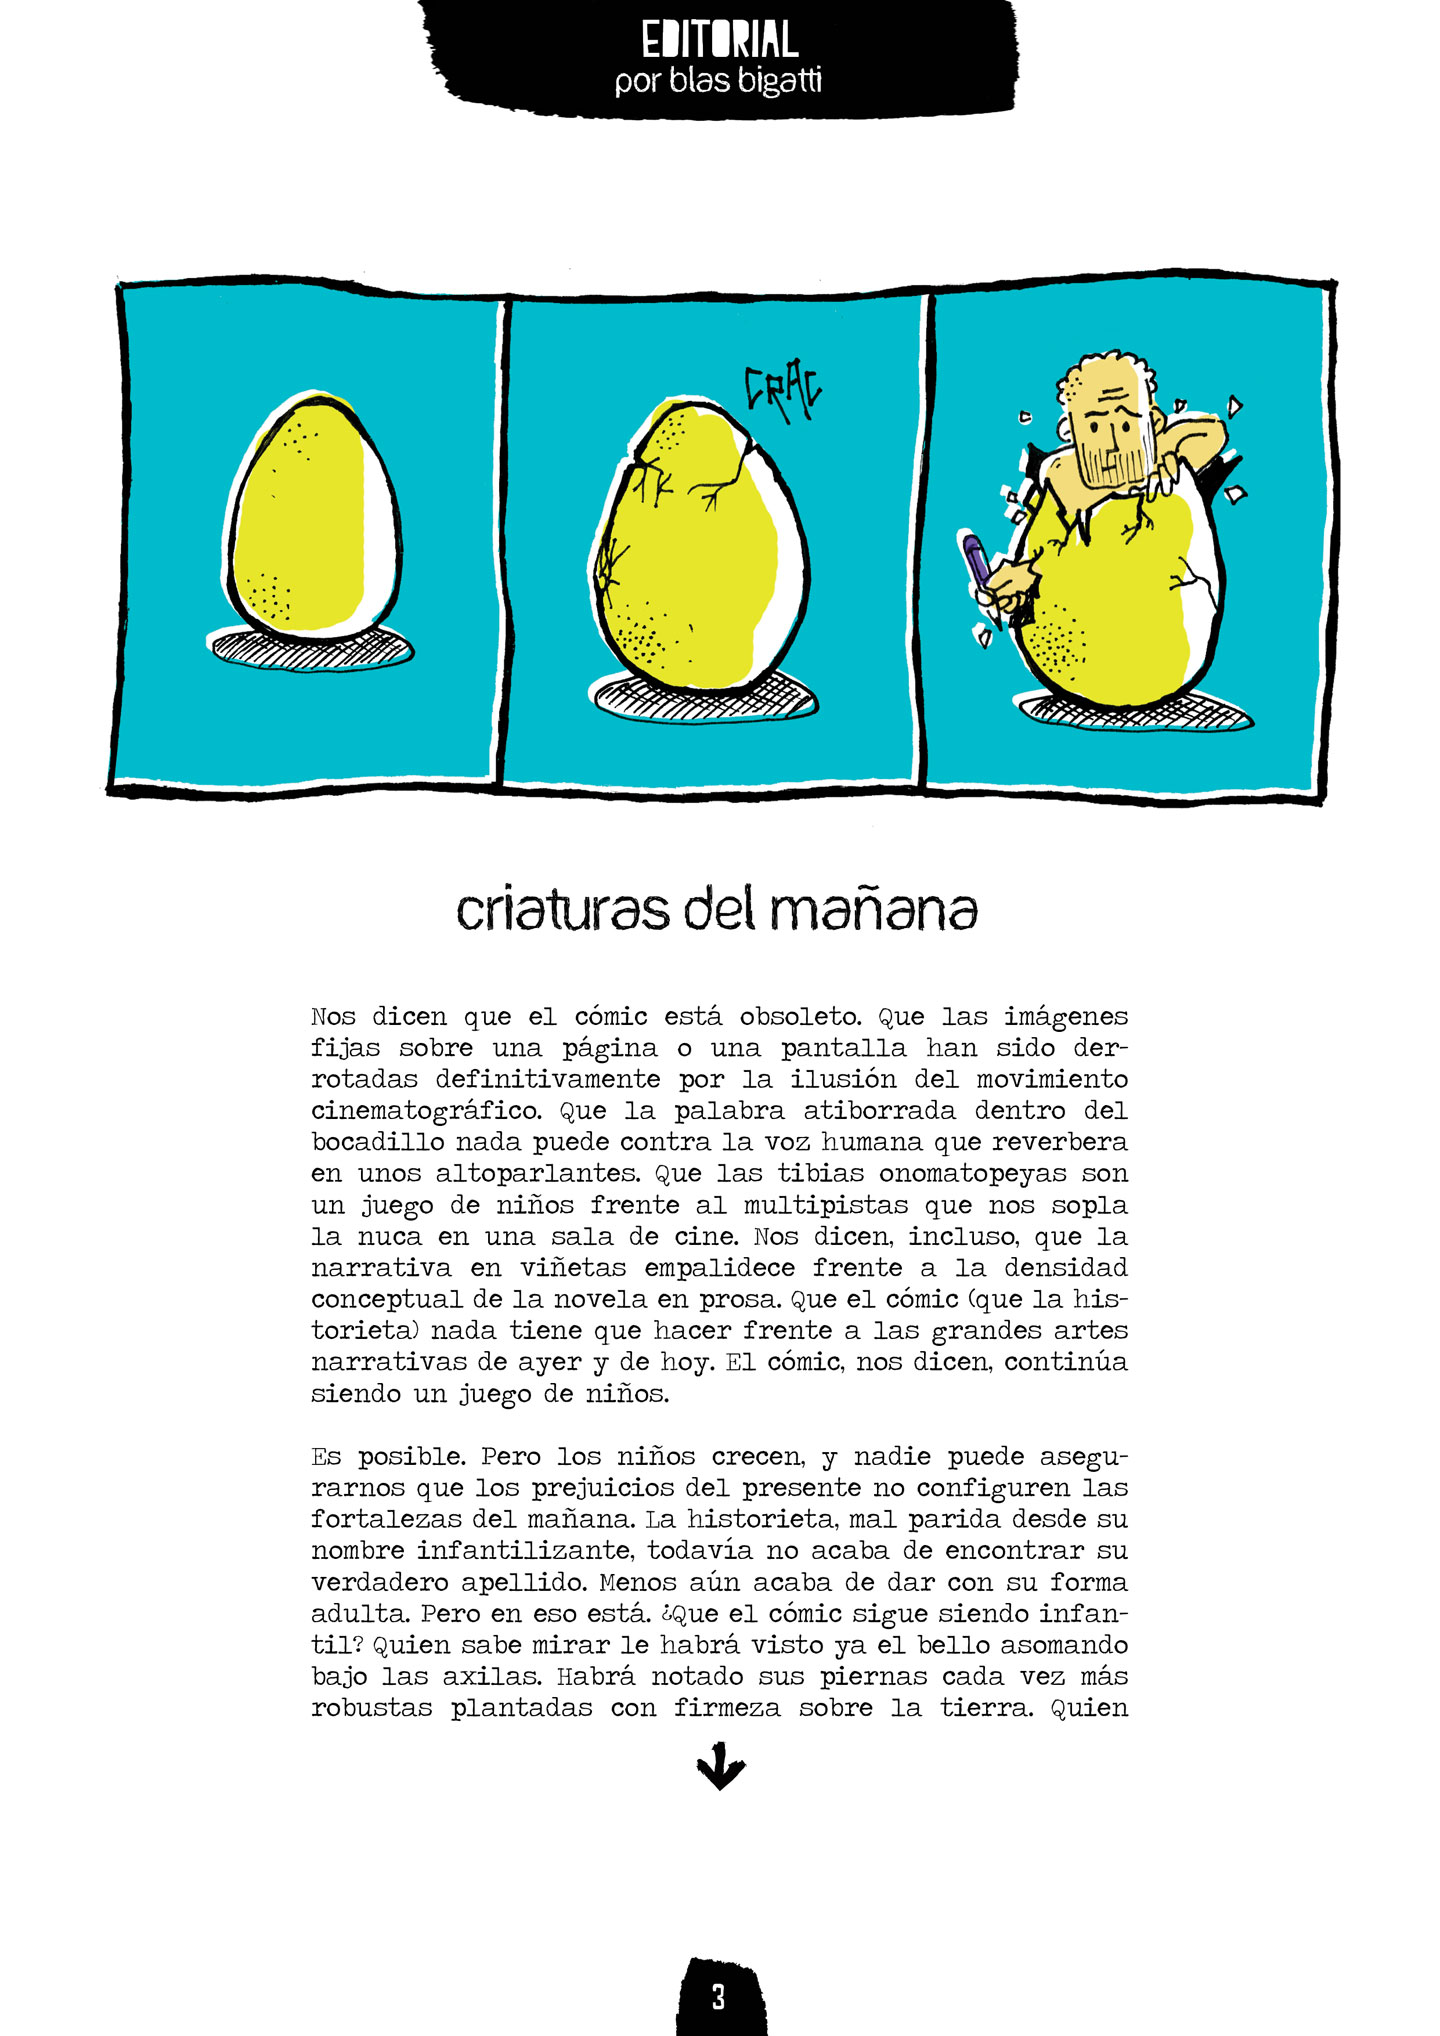 EDITORIAL
por blas bigatti
CRAC
criaturas del mañana
Nos dicen que el cómic está obsoleto. Que las imágenes
fijas sobre una página o una pantalla han sido der-
rotadas definitivamente por la ilusión del movimiento
cinematográfico. Que la palabra atiborrada dentro del
bocadillo nada puede contra la voz humana que reverbera
en unos altoparlantes. Que las tibias onomatopeyas son
un juego de niños frente al multipistas que nos sopla
la nuca en una sala de cine. Nos dicen, incluso, que la
narrativa en viñetas empalidece frente a la densidad
conceptual de la novela en prosa. Que el cómic (que la his-
torieta) nada tiene que hacer frente a las grandes artes
narrativas de ayer y de hoy. El cómic, nos dicen, continúa
siendo un juego de niños.
Es posible. Pero los niños crecen, y nadie puede asegu-
rarnos que los prejuicios del presente no configuren las
fortalezas del mañana. La historieta, mal parida desde su
nombre infantilizante, todavía no acaba de encontrar su
verdadero apellido. Menos aún acaba de dar con su forma
adulta. Pero en eso está. ¿Que el cómic sigue siendo infan-
til? Quien sabe mirar le habrá visto ya el bello asomando
bajo las axilas. Habrá notado sus piernas cada vez más
robustas plantadas con firmeza sobre la tierra. Quien
3